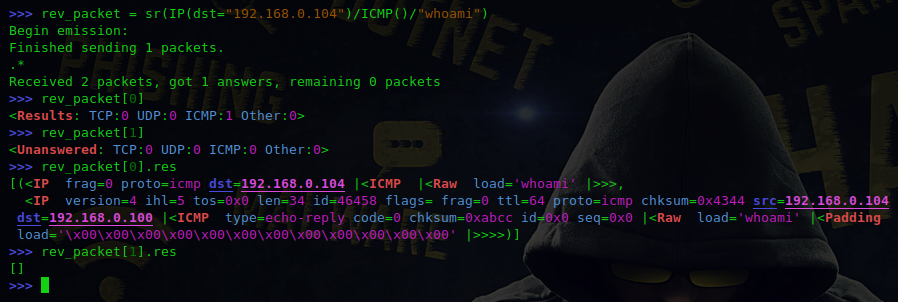 >>> rev_packet = sr(IP(dst="192.168.0.104")/ICMP()/"whoami")
Begin emission:
Finished sending 1 packets.
.*
Received 2 packets, got 1 answers, remaining 0 packets
>>> rev_packet[0]
<Results: TCP:0 UDP:0 ICMP:1 Other:0>
>>> rev_packet[1]
<Unanswered: TCP:0 UDP:0 ICMP:0 Other:0>
>>> rev_packet[0].res
[(<IP  frag=0 proto=icmp dst=192.168.0.104 |<ICMP  |<Raw  load='whoami' |>>>,
  <IP  version=4 ihl=5 tos=0x0 len=34 id=46458 flags= frag=0 ttl=64 proto=icmp chksum=0x4344 src=192.168.0.104
 dst=192.168.0.100 |<ICMP  type=echo-reply code=0 chksum=0xabcc id=0x0 seq=0x0 |<Raw  load='whoami' |<Padding
 load='\x00\x00\x00\x00\x00\x00\x00\x00\x00\x00\x00\x00' |>>>>)]
>>> rev_packet[1].res
[]
>>>
BOTNET
PHISHING